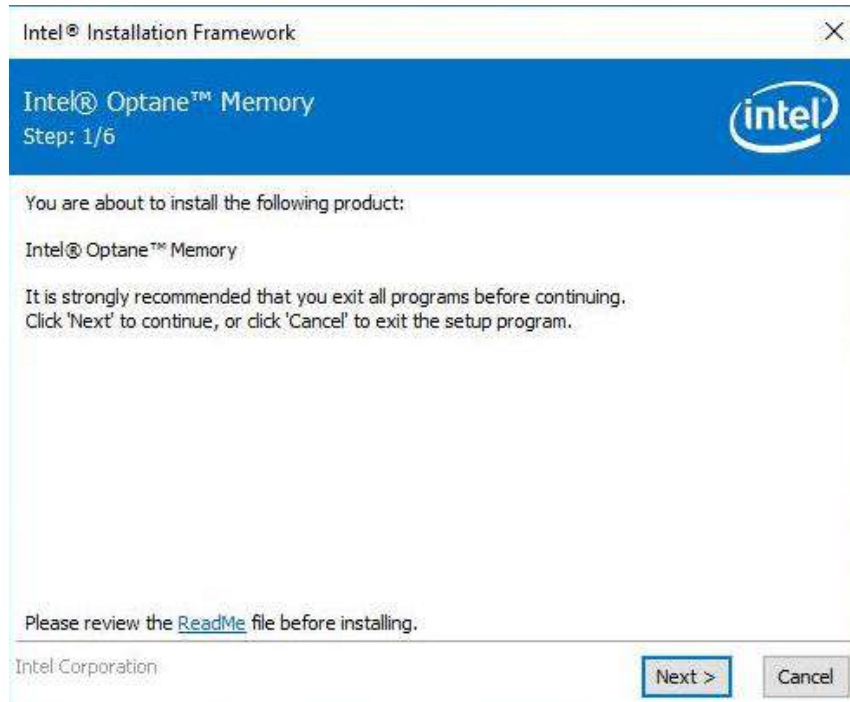 Intel® Installation Framework
Intel® Optane™ Memory
Step: 1/6
intel
You are about to install the following product:
Intel® Optane™ Memory
It is strongly recommended that you exit all programs before continuing.
Click 'Next' to continue, or click 'Cancel' to exit the setup program.
Please review the ReadMe file before installing.
Intel Corporation
Next >
Cancel